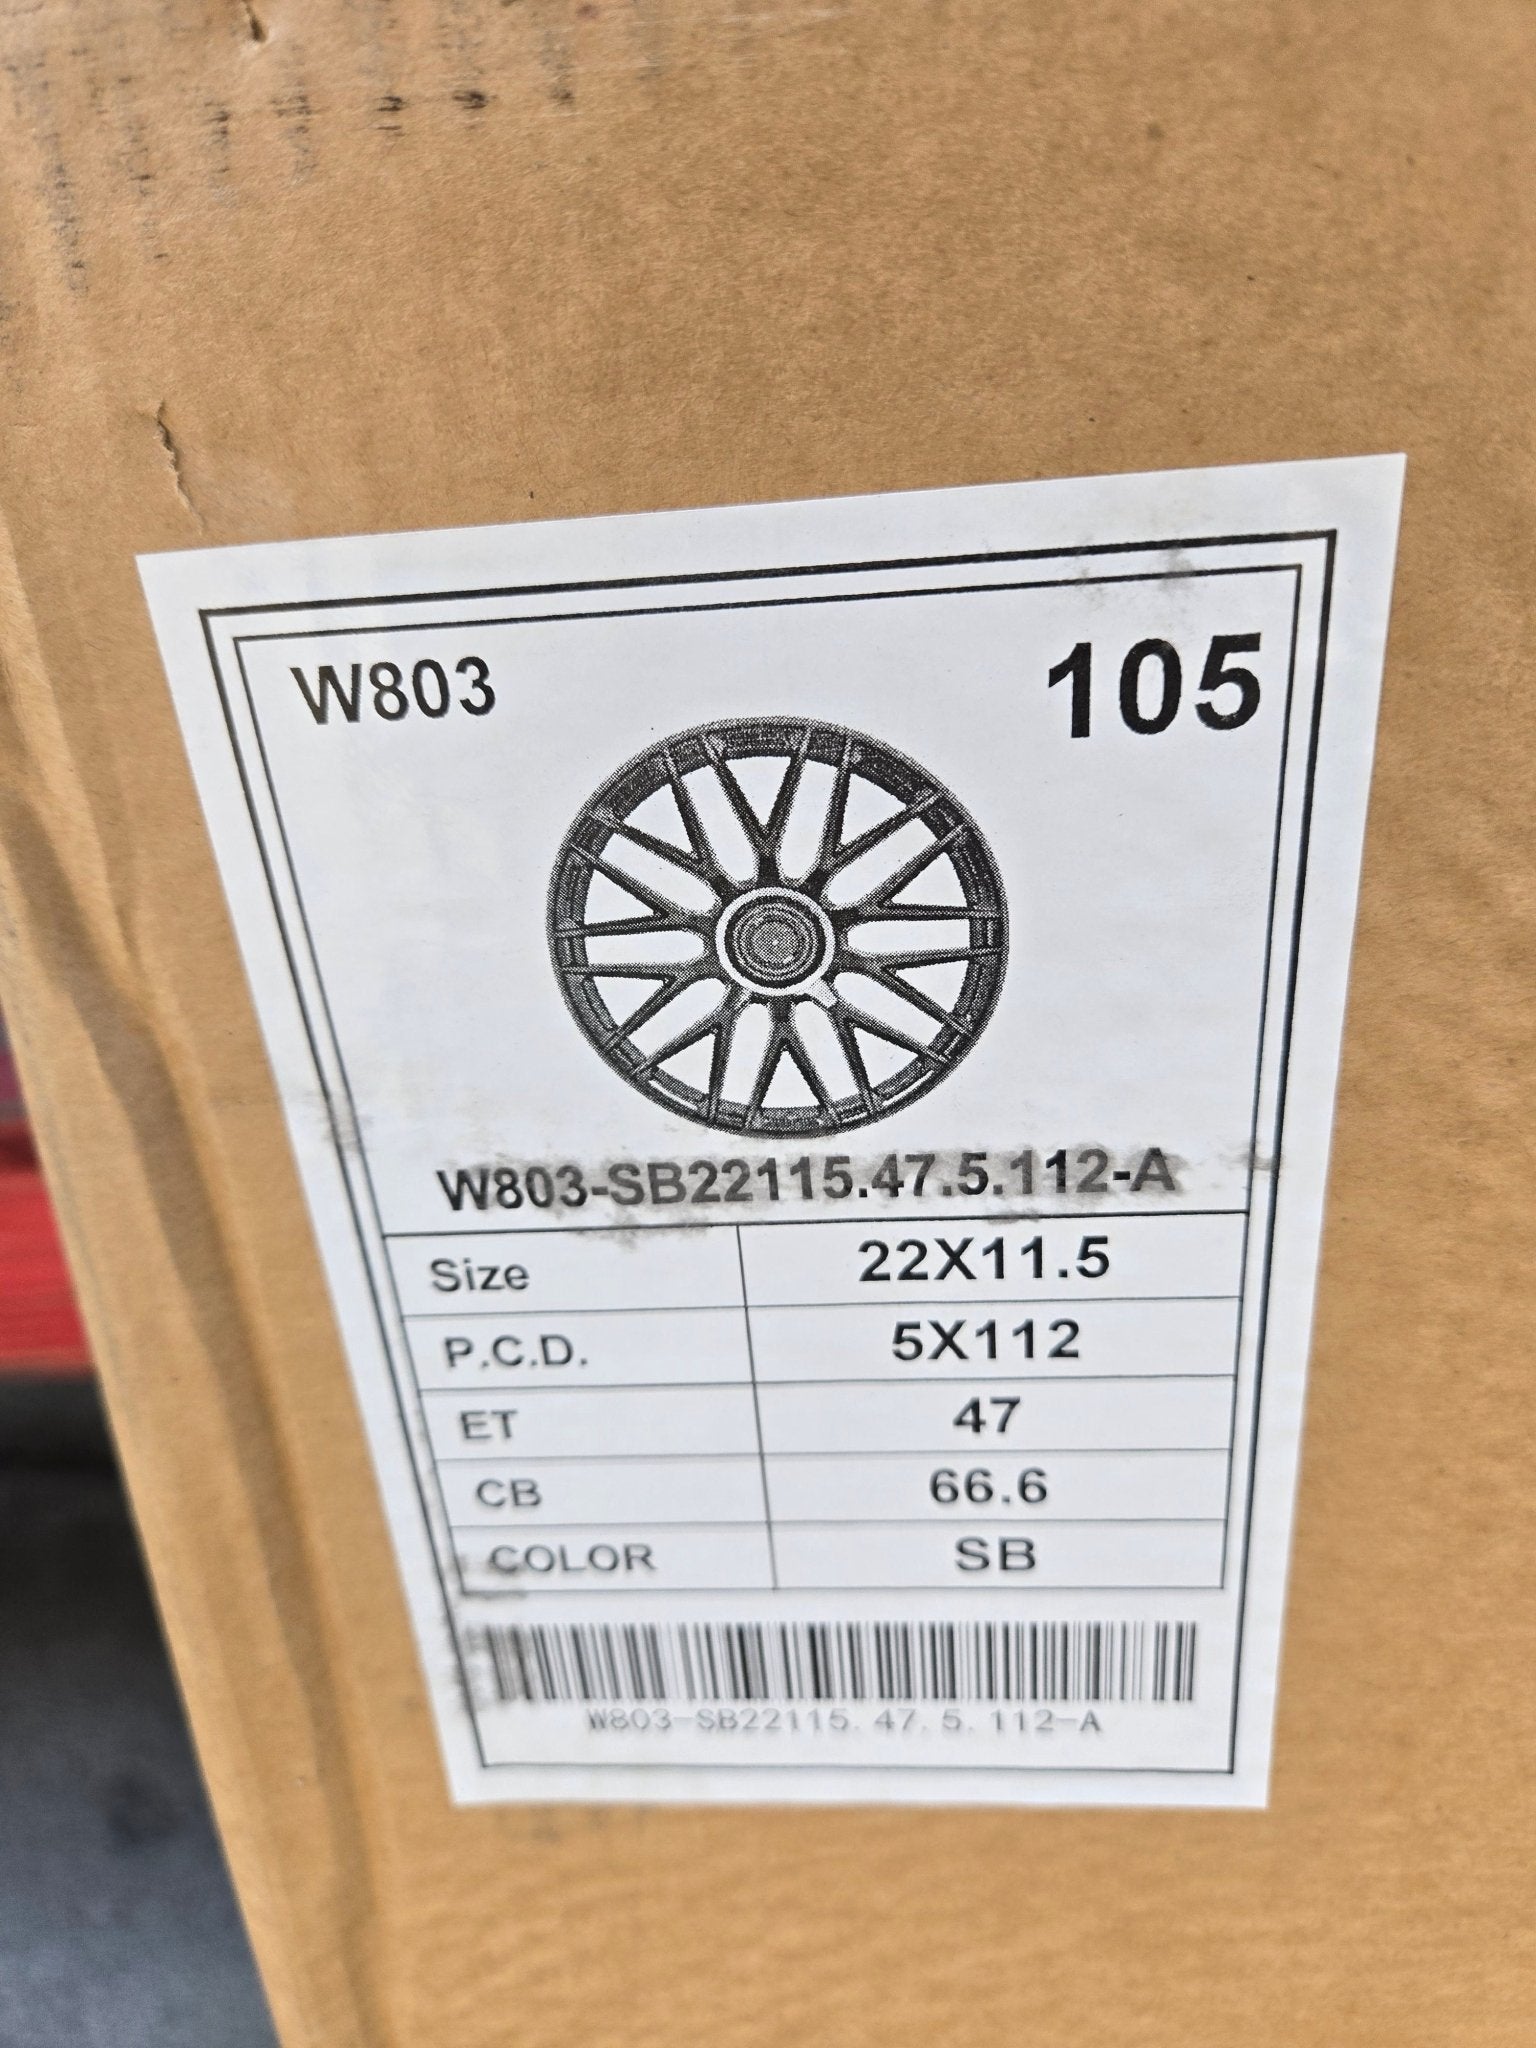 W803
105
W803-SB22115.47.5.112-A
Size 22X11.5
P.C.D. 5X112
ET 47
CB 66.6
COLOR SB
W803-SB22115.47.5.112-A